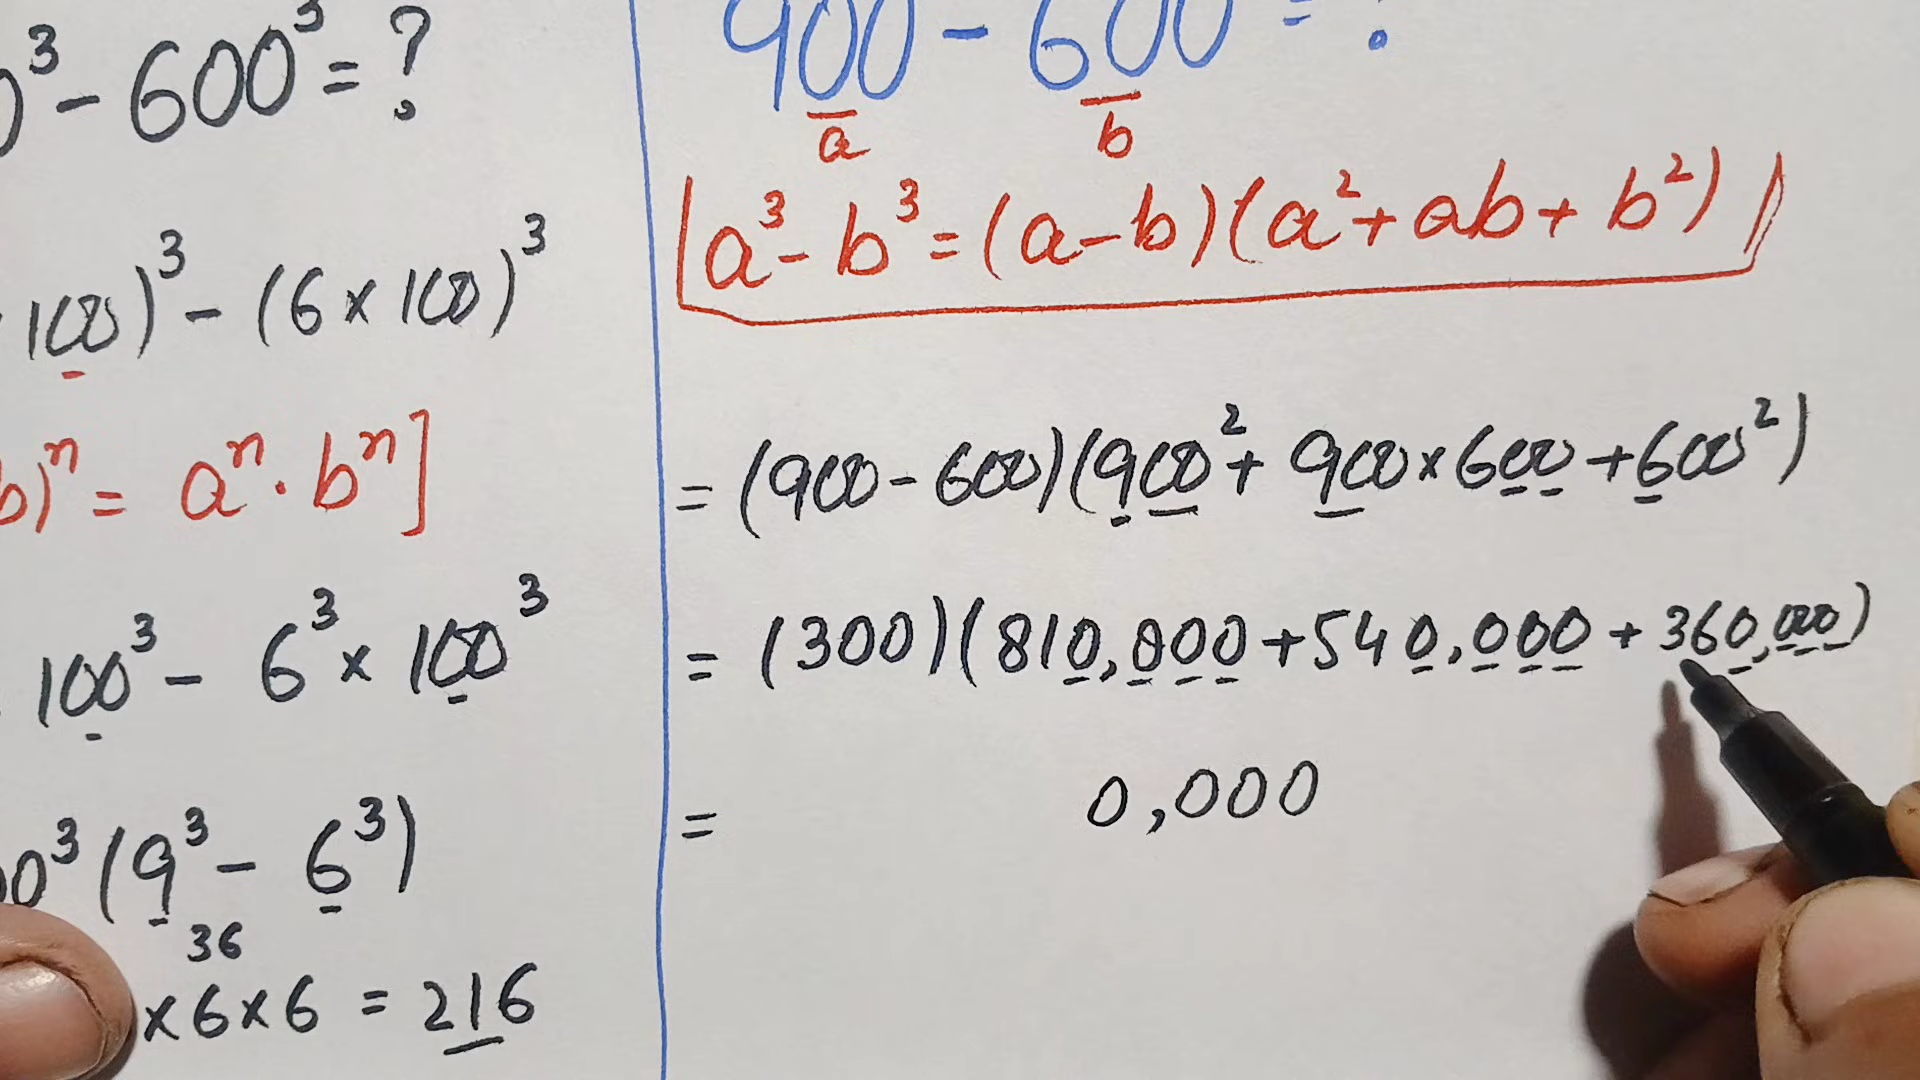 0³ - 600³ = ?
100)³ - (6 × 100)³
b)ⁿ = aⁿ · bⁿ]
100³ - 6³ × 100³
00³ (9³ - 6³)
36
× 6 × 6 = 216
900 - 600 = ?
a b
a³ - b³ = (a - b)(a² + ab + b²)
= (900 - 600)(900² + 900 × 600 + 600²)
= (300)(810,000 + 540,000 + 360,000)
= 0,000